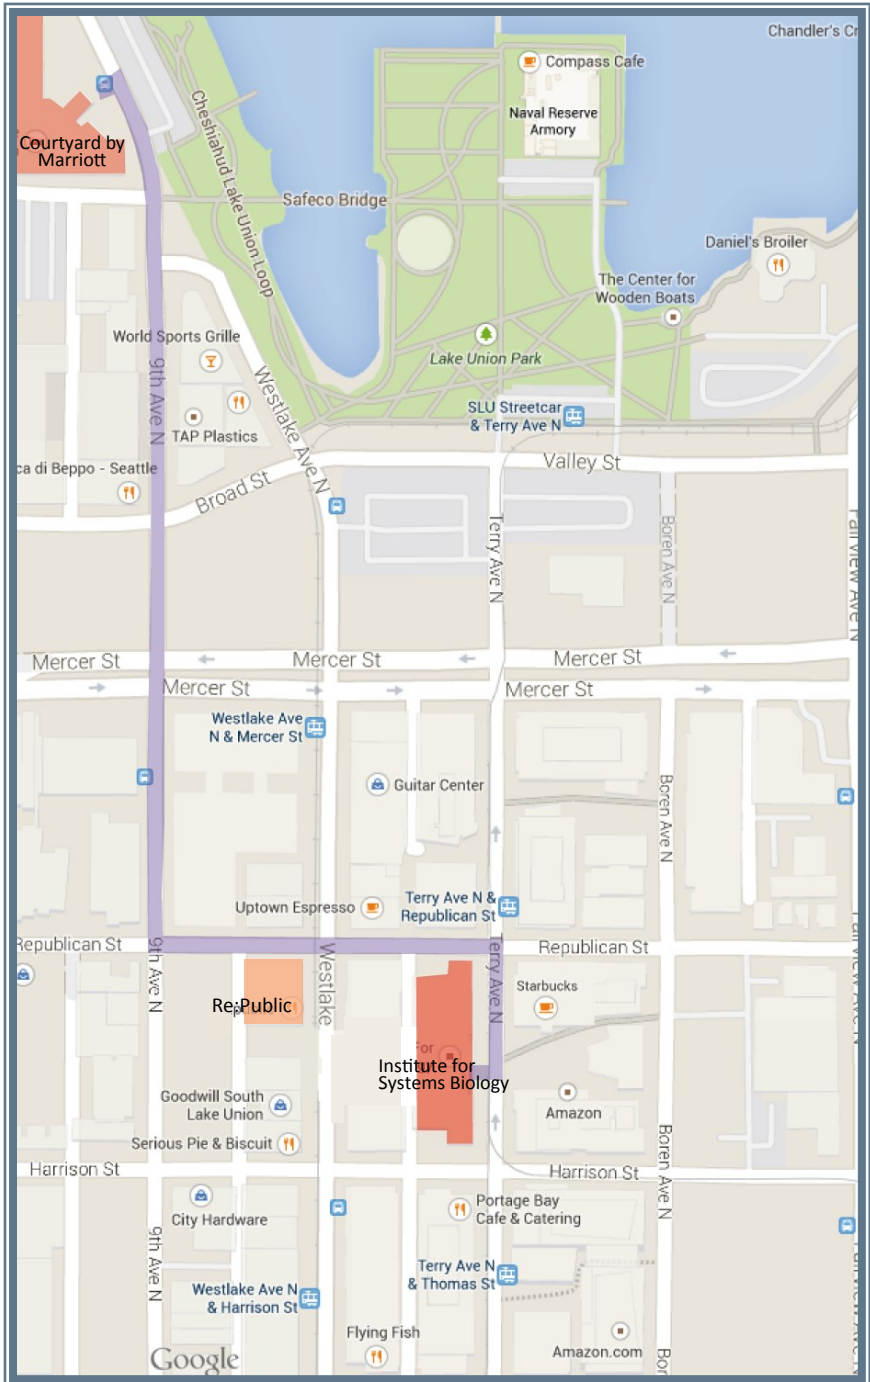 Chandler's Cr
Compass Cafe
Naval Reserve
Armory
Courtyard by
Marriott
Cheshiahud Lake Union Loop
Safeco Bridge
Daniel's Broiler
The Center for
Wooden Boats
World Sports Grille
Lake Union Park
9th Ave N
Westlake Ave N
SLU Streetcar
& Terry Ave N
TAP Plastics
Valley St
ca di Beppo - Seattle
Broad St
Terry Ave N
Boren Ave N
Fairview Ave N
Mercer St
Mercer St
Mercer St
Mercer St
Mercer St
Westlake Ave
N & Mercer St
Guitar Center
Boren Ave N
Uptown Espresso
Terry Ave N &
Republican St
Republican St
Republican St
9th Ave N
Westlake
Terry Ave N
Fairview Ave N
Starbucks
Re:Public
For
Institute for
Systems Biology
Goodwill South
Lake Union
Amazon
Serious Pie & Biscuit
Boren Ave N
Harrison St
Harrison St
City Hardware
Portage Bay
Cafe & Catering
9th Ave N
Terry Ave N
& Thomas St
Westlake Ave N
& Harrison St
Fairview Ave
Flying Fish
Google
Amazon.com
Bor